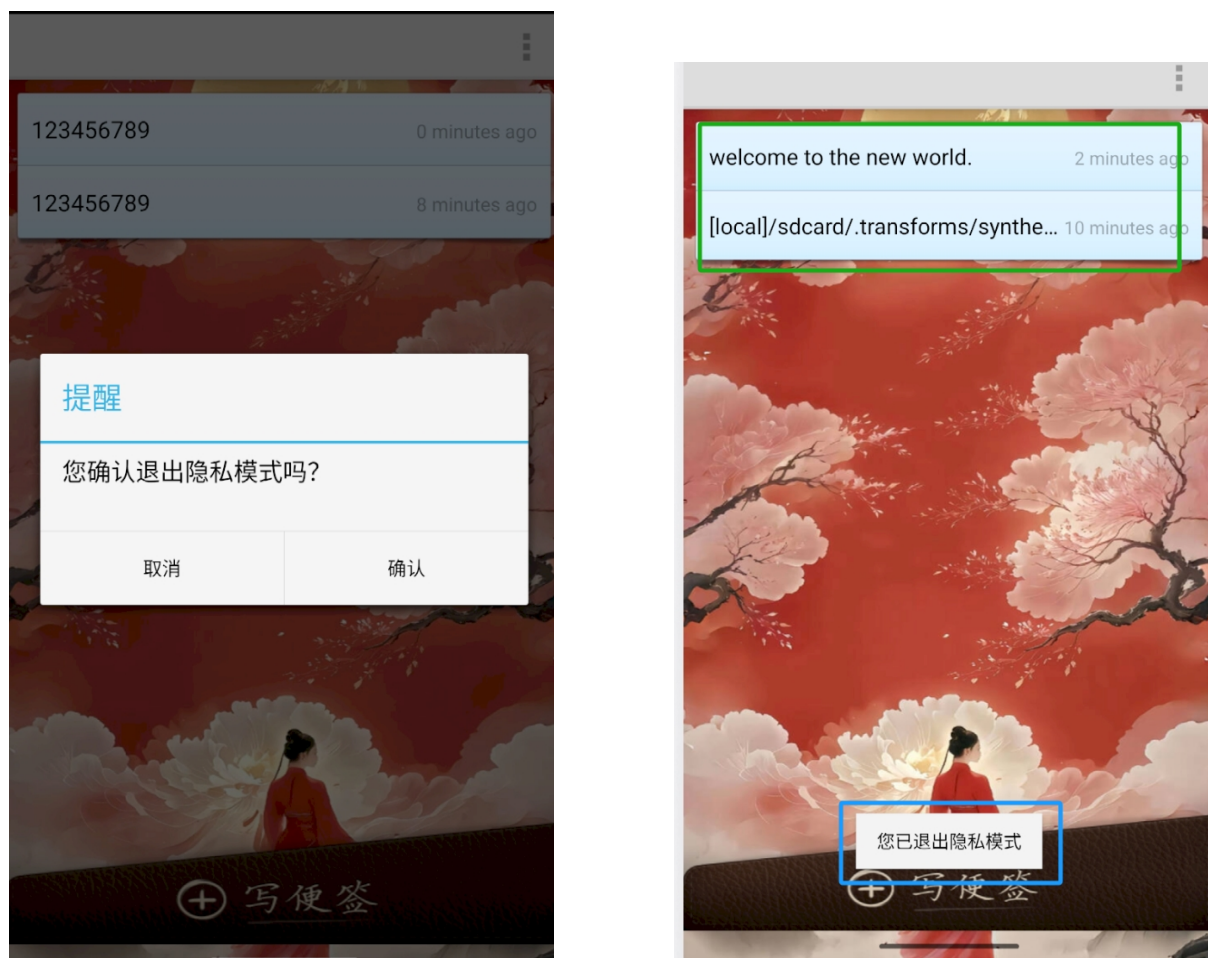 123456789
0 minutes ago
123456789
8 minutes ago
提醒
您确认退出隐私模式吗?
取消
确认
写便签
welcome to the new world.
2 minutes ago
[local]/sdcard/.transforms/synthe...
10 minutes ago
您已退出隐私模式
写便签